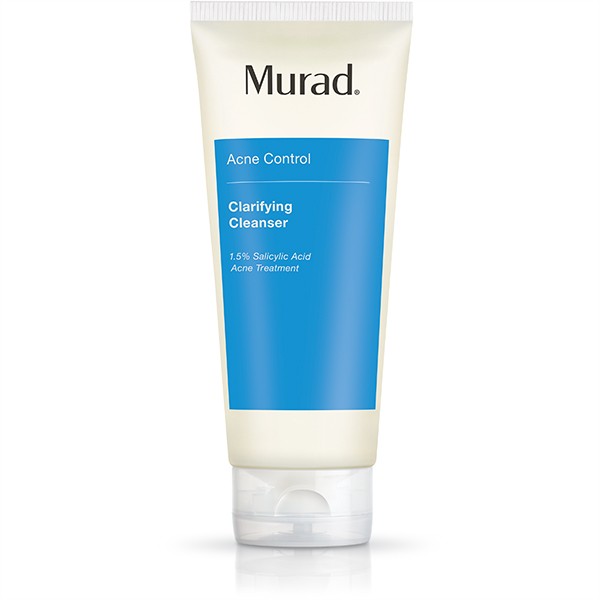 Murad.
Acne Control
Clarifying
Cleanser
1.5% Salicylic Acid
Acne Treatment